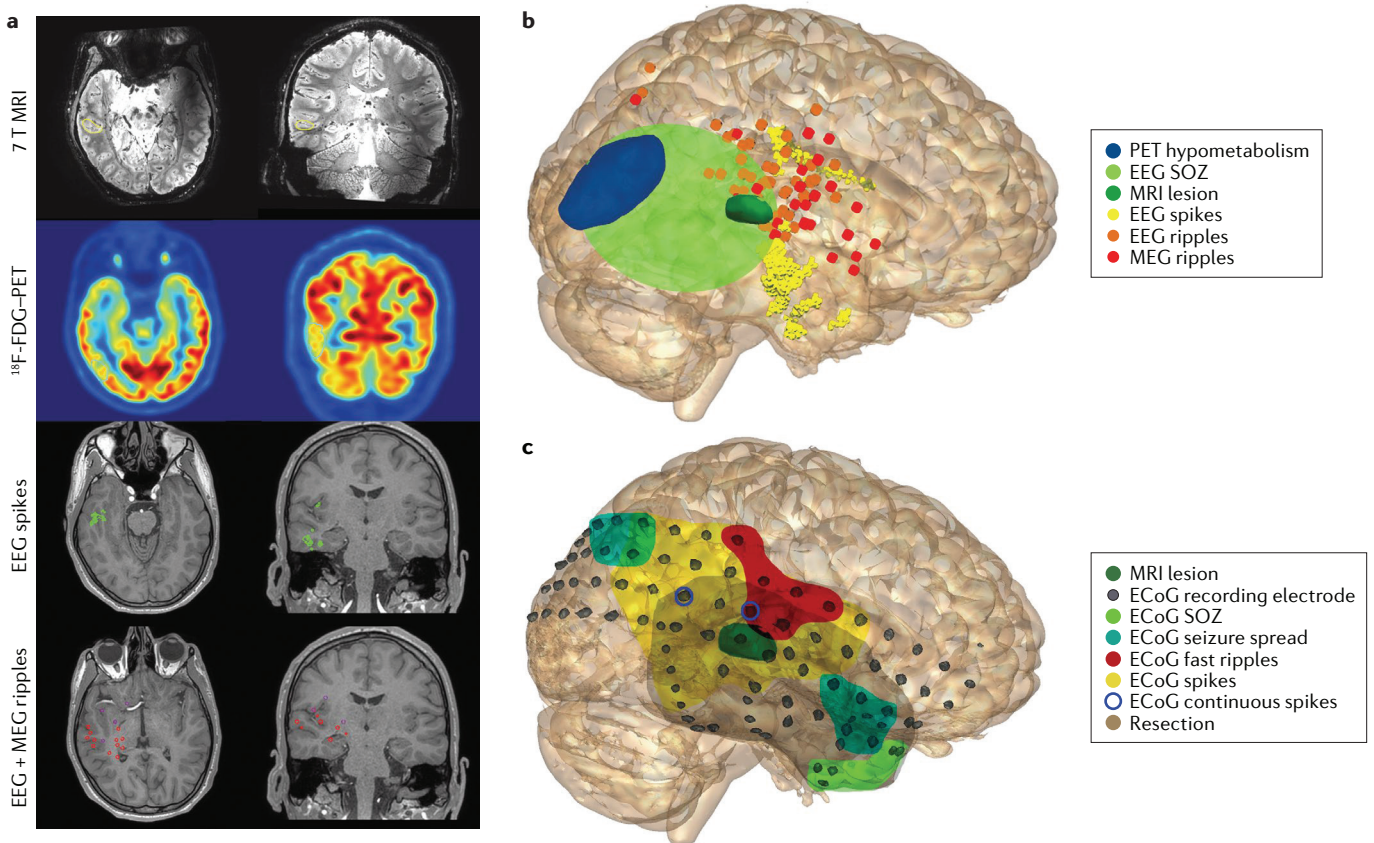 a
7 T MRI
¹⁸F-FDG–PET
EEG spikes
EEG + MEG ripples
b
PET hypometabolism
EEG SOZ
MRI lesion
EEG spikes
EEG ripples
MEG ripples
c
MRI lesion
ECoG recording electrode
ECoG SOZ
ECoG seizure spread
ECoG fast ripples
ECoG spikes
ECoG continuous spikes
Resection